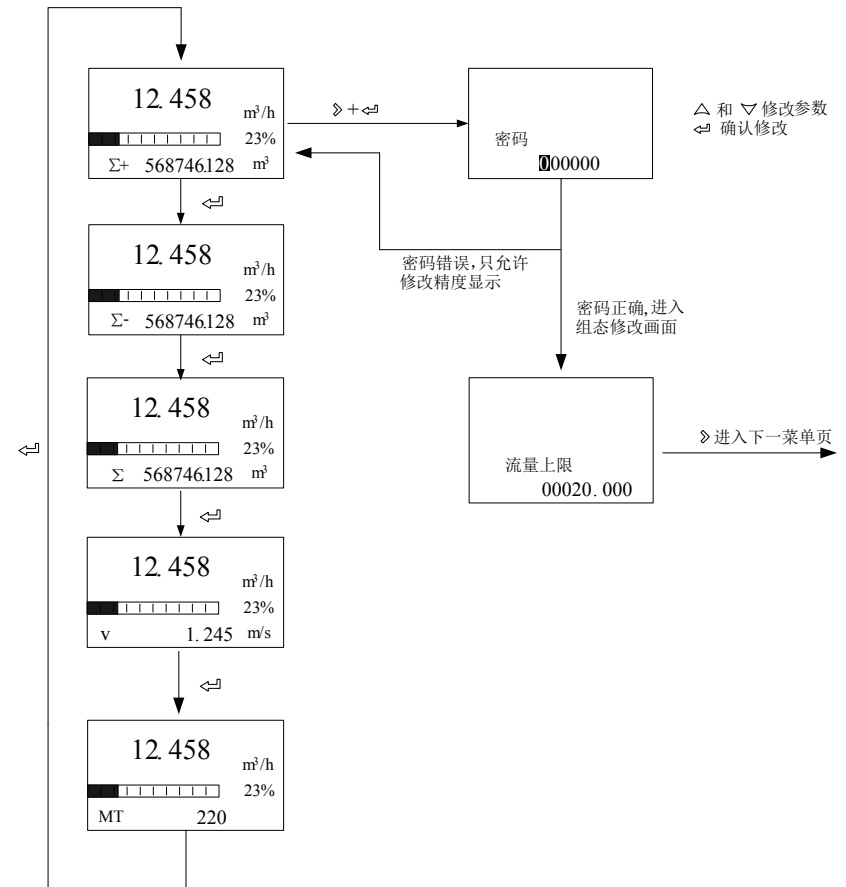 12.458
m³/h
23%
Σ+ 568746.128 m³
+
密码
000000
和 修改参数
确认修改
密码错误,只允许
修改精度显示
密码正确,进入
组态修改画面
12.458
m³/h
23%
Σ- 568746.128 m³
12.458
m³/h
23%
Σ 568746.128 m³
流量上限
00020.000
进入下一菜单页
12.458
m³/h
23%
v 1.245 m/s
12.458
m³/h
23%
MT 220